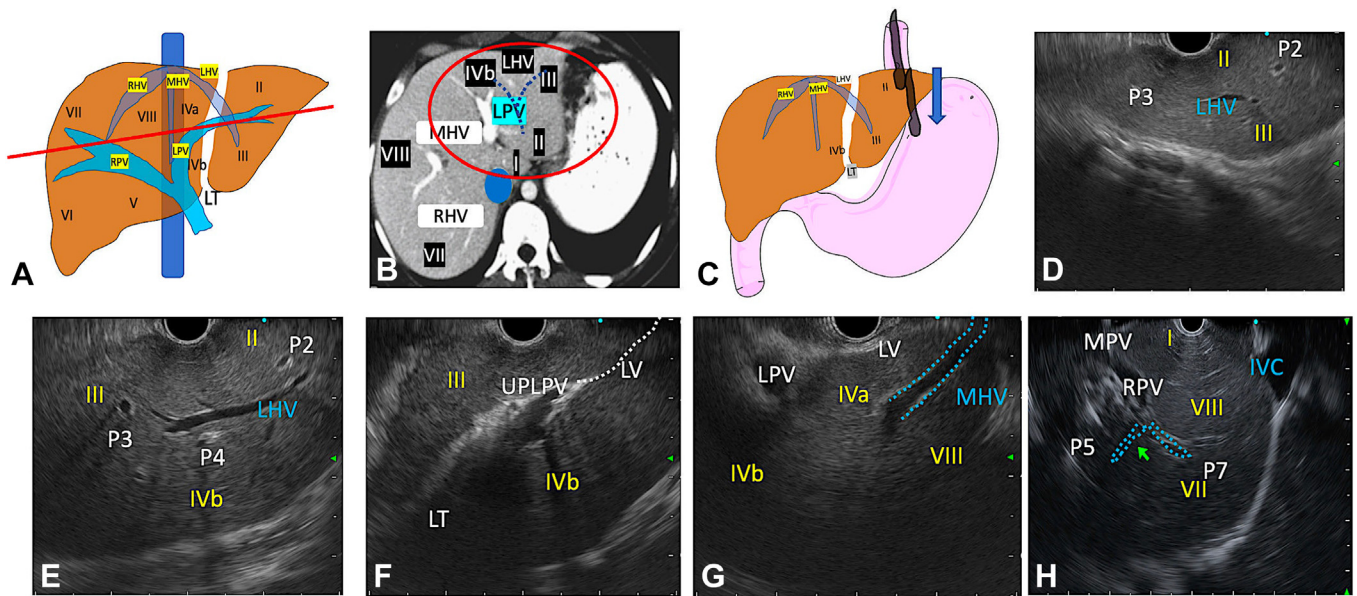 LHV
RHV
MHV
II
VII
VIII
IVa
LPV
III
RPV
IVb
LT
VI
V
A
LHV
IVb
III
LPV
MHV
II
VIII
I
RHV
VII
B
LHV
RHV
MHV
II
IVb
III
LT
C
II
P2
P3
LHV
III
D
II
P2
III
LHV
P3
P4
IVb
E
III
UPLPV
LV
IVb
LT
F
LV
LPV
IVa
MHV
IVb
VIII
G
I
MPV
IVC
RPV
VIII
P5
P7
VII
H